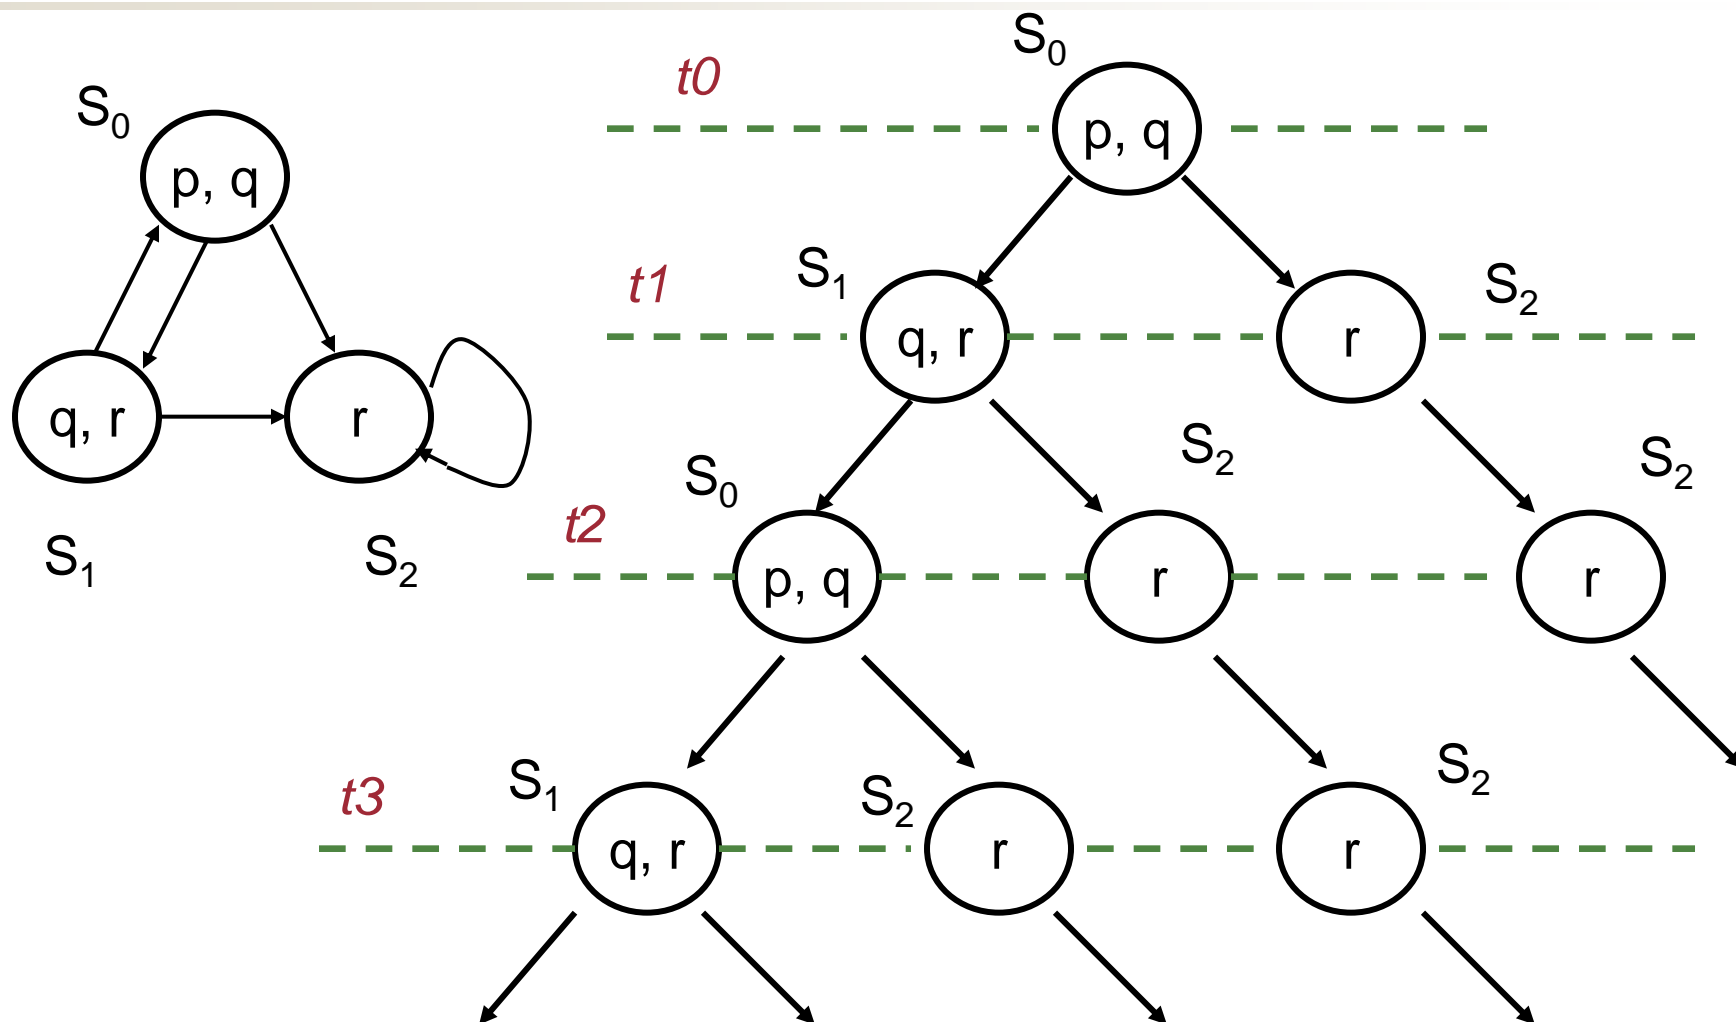 S₀
t0
S₀
p, q
p, q
S₁
t1
S₂
q, r
r
q, r
r
S₂
S₂
S₀
t2
S₁
S₂
p, q
r
r
S₁
t3
S₂
S₂
q, r
r
r